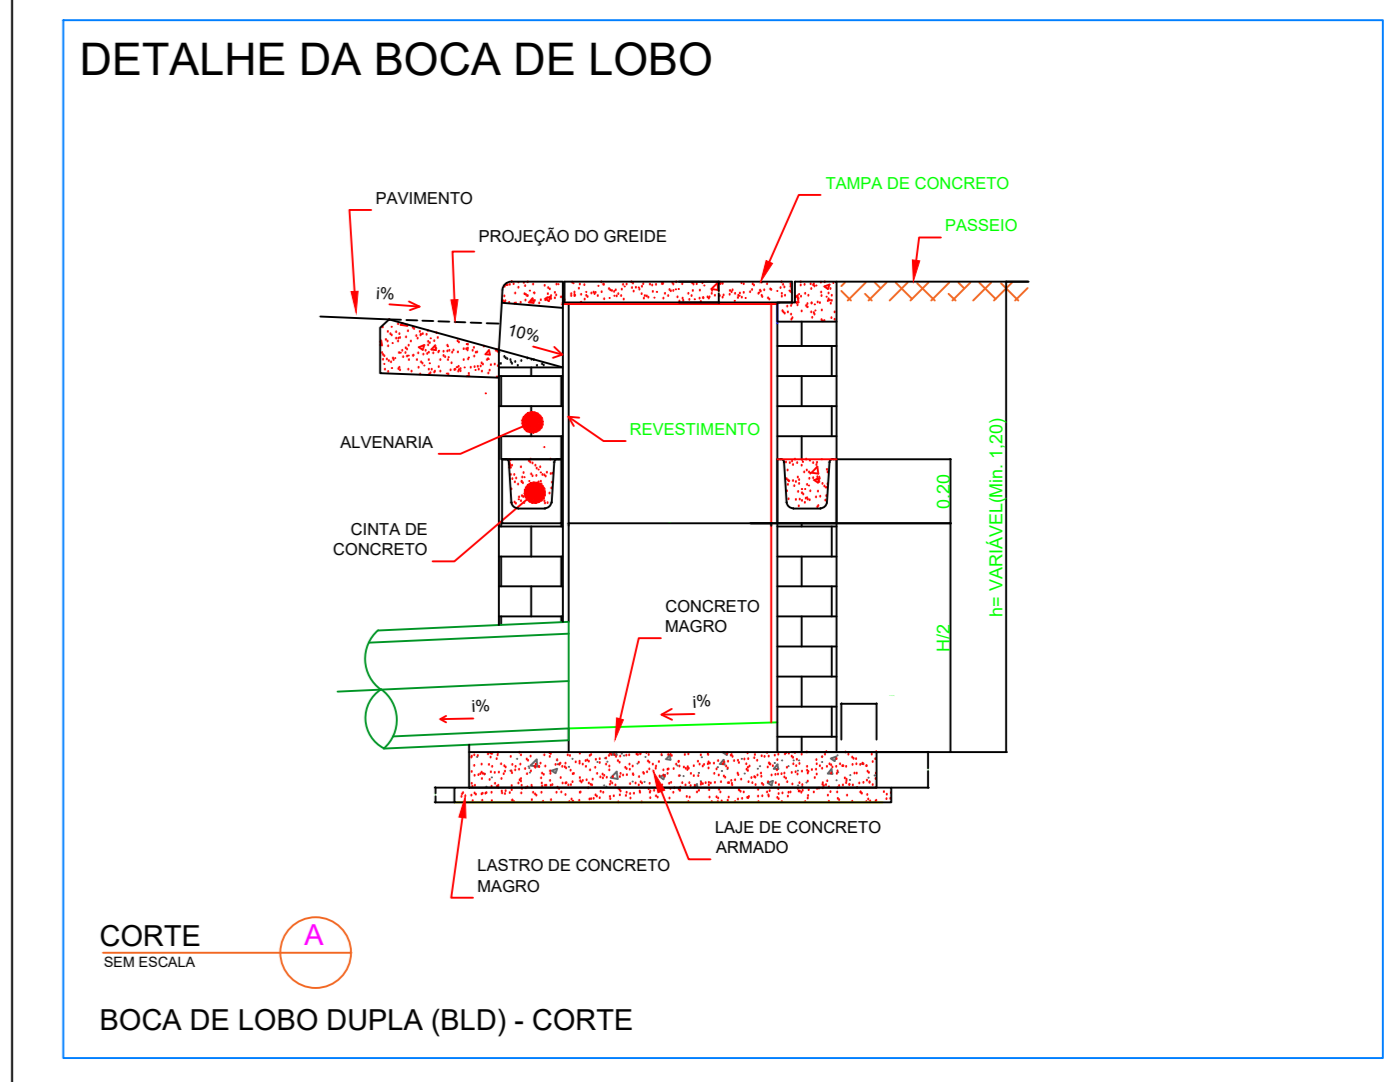 DETALHE DA BOCA DE LOBO
TAMPA DE CONCRETO
PAVIMENTO
PASSEIO
PROJEÇÃO DO GREIDE
i%
10%
REVESTIMENTO
ALVENARIA
h= VARIÁVEL(Min. 1,20)
0,20
CINTA DE
CONCRETO
CONCRETO
MAGRO
H/2
i%
i%
LAJE DE CONCRETO
ARMADO
LASTRO DE CONCRETO
MAGRO
CORTE
A
SEM ESCALA
BOCA DE LOBO DUPLA (BLD) - CORTE